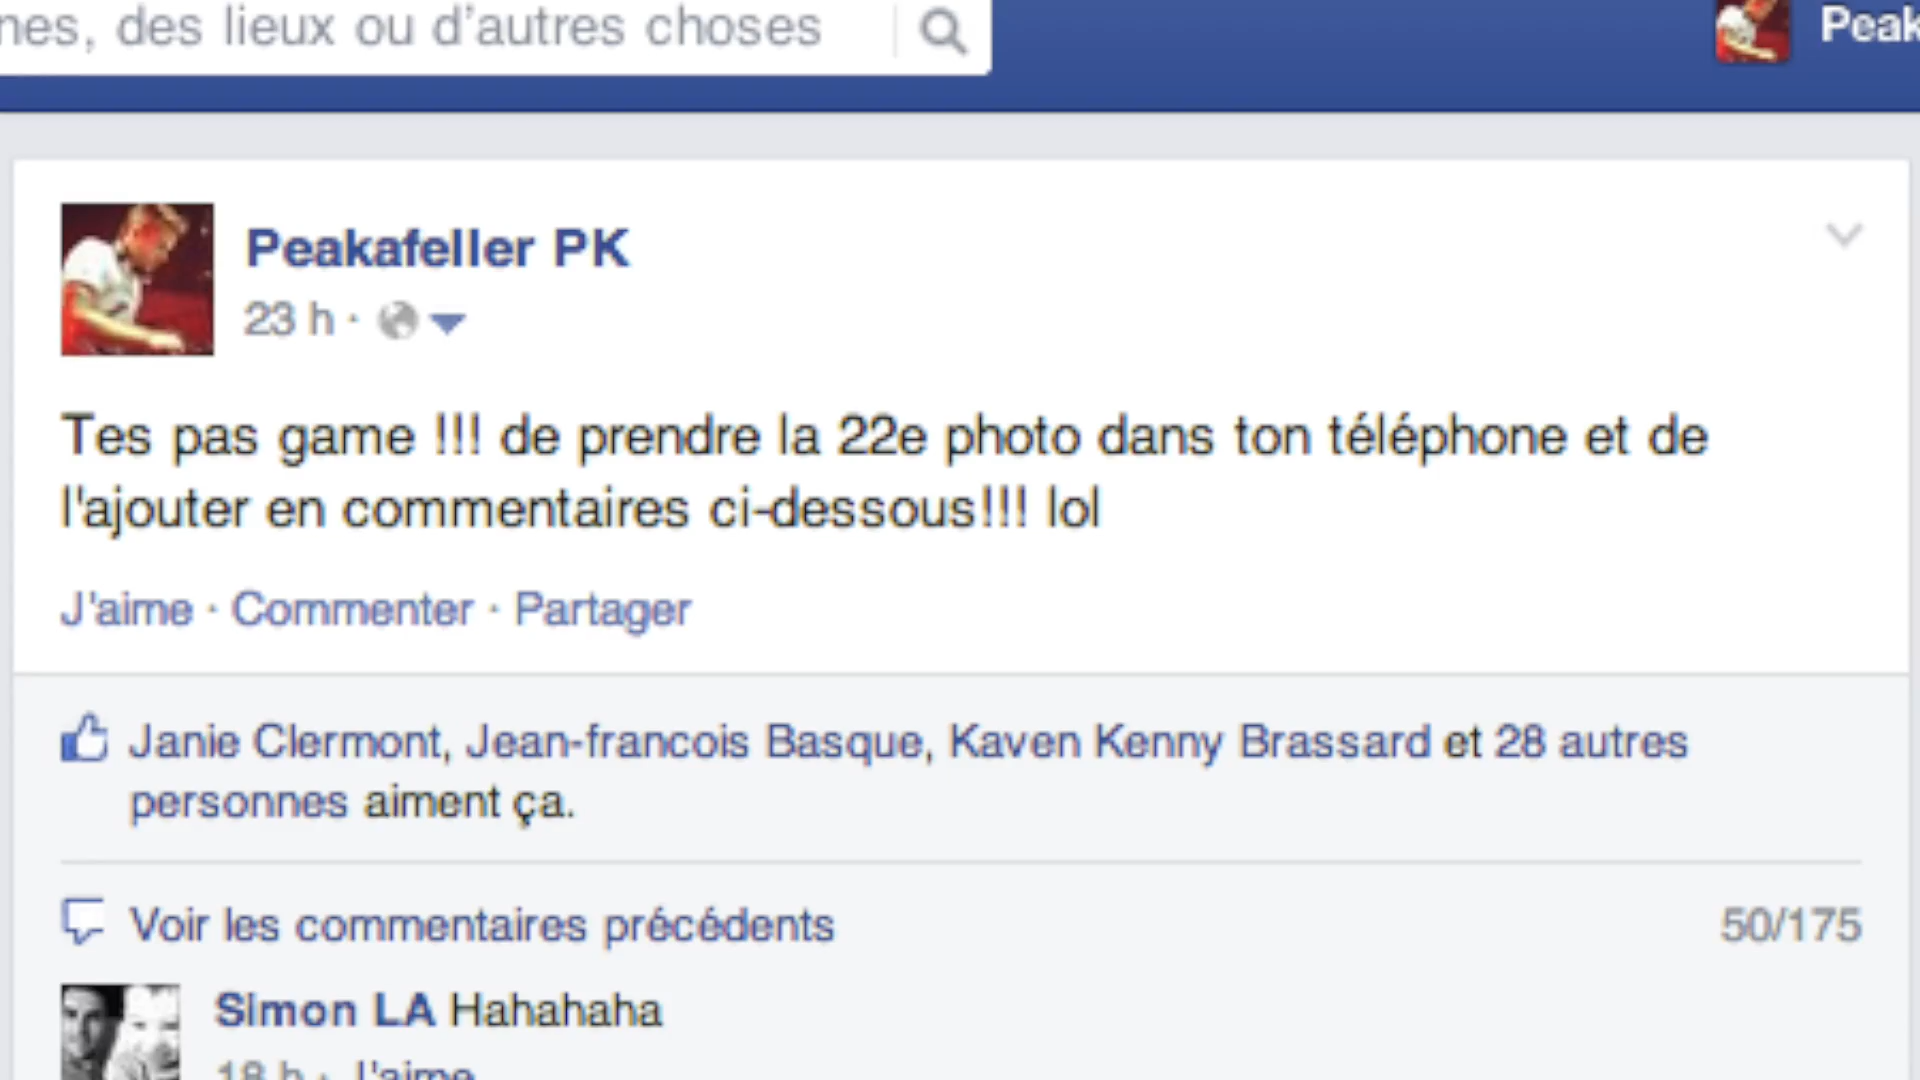 nes, des lieux ou d'autres choses
Peak
Peakafeller PK
23 h ·
Tes pas game !!! de prendre la 22e photo dans ton téléphone et de
l'ajouter en commentaires ci-dessous!!! lol
J'aime · Commenter · Partager
Janie Clermont, Jean-francois Basque, Kaven Kenny Brassard et 28 autres
personnes aiment ça.
Voir les commentaires précédents
50/175
Simon LA Hahahaha
18 h · J'aime